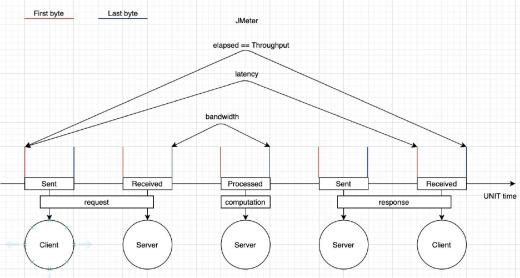 First byte
Last byte
JMeter
elapsed == Throughput
latency
bandwidth
Sent
Received
Processed
Sent
Received
UNIT time
request
computation
response
Client
Server
Server
Server
Client